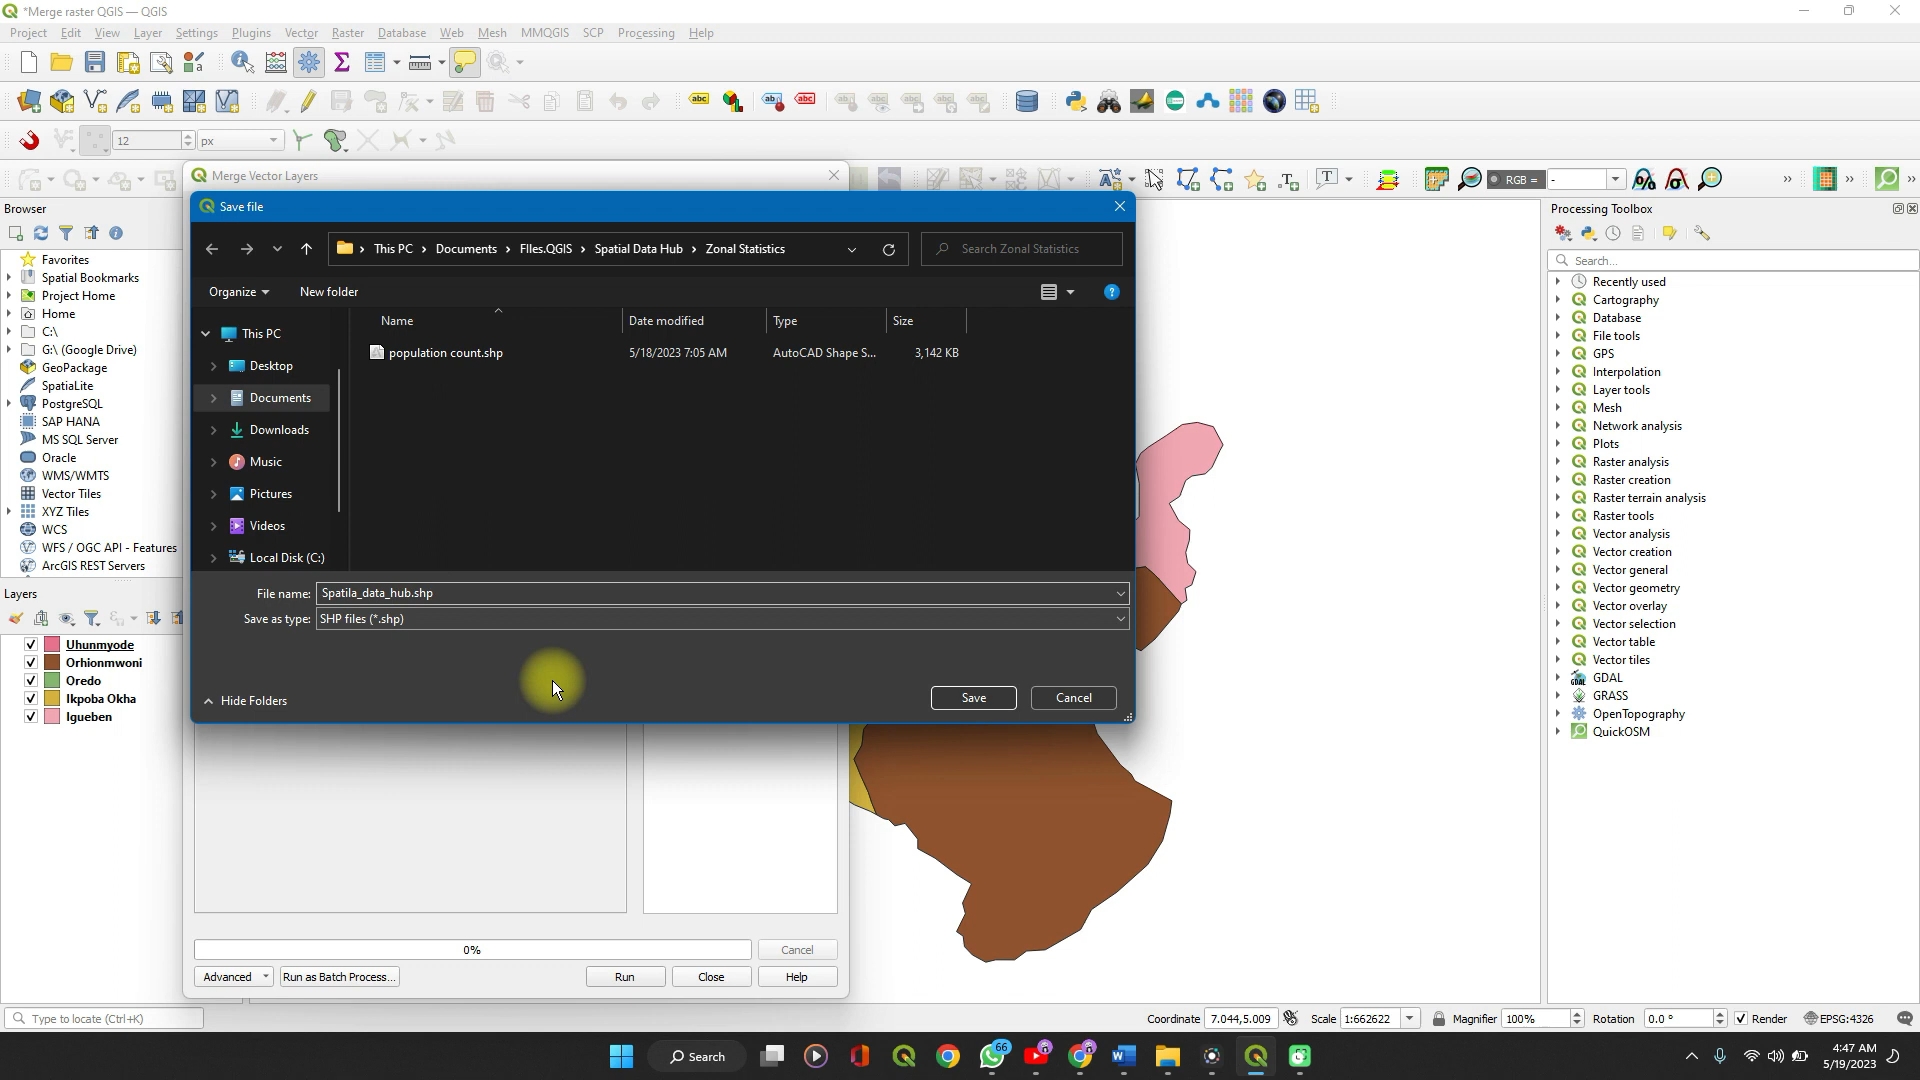 *Merge raster QGIS — QGIS
Project Edit View Layer Settings Plugins Vector Raster Database Web Mesh MMQGIS SCP Processing Help
12 px
RGB = -
Merge Vector Layers
Save file
This PC > Documents > FIles.QGIS > Spatial Data Hub > Zonal Statistics
Search Zonal Statistics
Organize New folder
Name Date modified Type Size
population count.shp 5/18/2023 7:05 AM AutoCAD Shape S... 3,142 KB
This PC
Desktop
Documents
Downloads
Music
Pictures
Videos
Local Disk (C:)
File name: Spatila_data_hub.shp
Save as type: SHP files (*.shp)
Hide Folders
Save Cancel
Browser
Favorites
Spatial Bookmarks
Project Home
Home
C:\
G:\ (Google Drive)
GeoPackage
SpatiaLite
PostgreSQL
SAP HANA
MS SQL Server
Oracle
WMS/WMTS
Vector Tiles
XYZ Tiles
WCS
WFS / OGC API - Features
ArcGIS REST Servers
Layers
Uhunmyode
Orhionmwoni
Oredo
Ikpoba Okha
Igueben
0%
Cancel
Advanced Run as Batch Process... Run Close Help
Processing Toolbox
Search...
Recently used
Cartography
Database
File tools
GPS
Interpolation
Layer tools
Mesh
Network analysis
Plots
Raster analysis
Raster creation
Raster terrain analysis
Raster tools
Vector analysis
Vector creation
Vector general
Vector geometry
Vector overlay
Vector selection
Vector table
Vector tiles
GDAL
GRASS
OpenTopography
QuickOSM
Type to locate (Ctrl+K)
Coordinate 7.044,5.009 Scale 1:662622 Magnifier 100% Rotation 0.0 ° Render EPSG:4326
Search
66
4:47 AM
5/19/2023